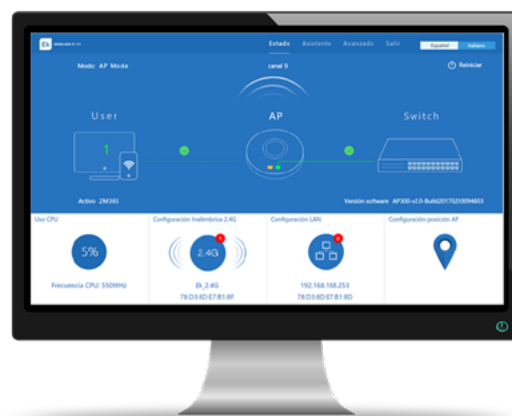 Ek
Estado Asistente Avanzado Salir Español Italiano
Modo: AP Mode canal 9 Reiniciar
User AP Switch
1
Activo 2M36S Versión software AP300-v2.0-Build20170210094603
Uso CPU Configuración Inalámbrica 2.4G Configuración LAN Configuración posición AP
5% 2.4G
Frecuencia CPU: 550MHz Ek_2.4G 192.168.188.253
78:D3:8D:E7:B1:8F 78:D3:8D:E7:B1:8D